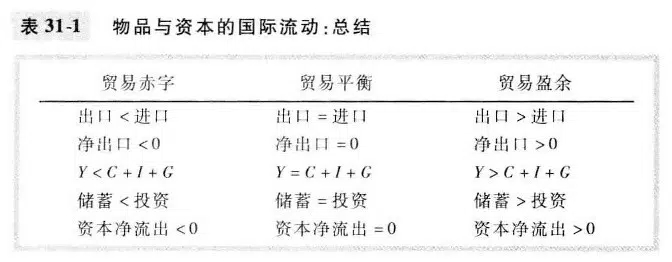 表 31-1 物品与资本的国际流动:总结
贸易赤字 贸易平衡 贸易盈余
出口 < 进口 出口 = 进口 出口 > 进口
净出口 < 0 净出口 = 0 净出口 > 0
Y < C + I + G Y = C + I + G Y > C + I + G
储蓄 < 投资 储蓄 = 投资 储蓄 > 投资
资本净流出 < 0 资本净流出 = 0 资本净流出 > 0